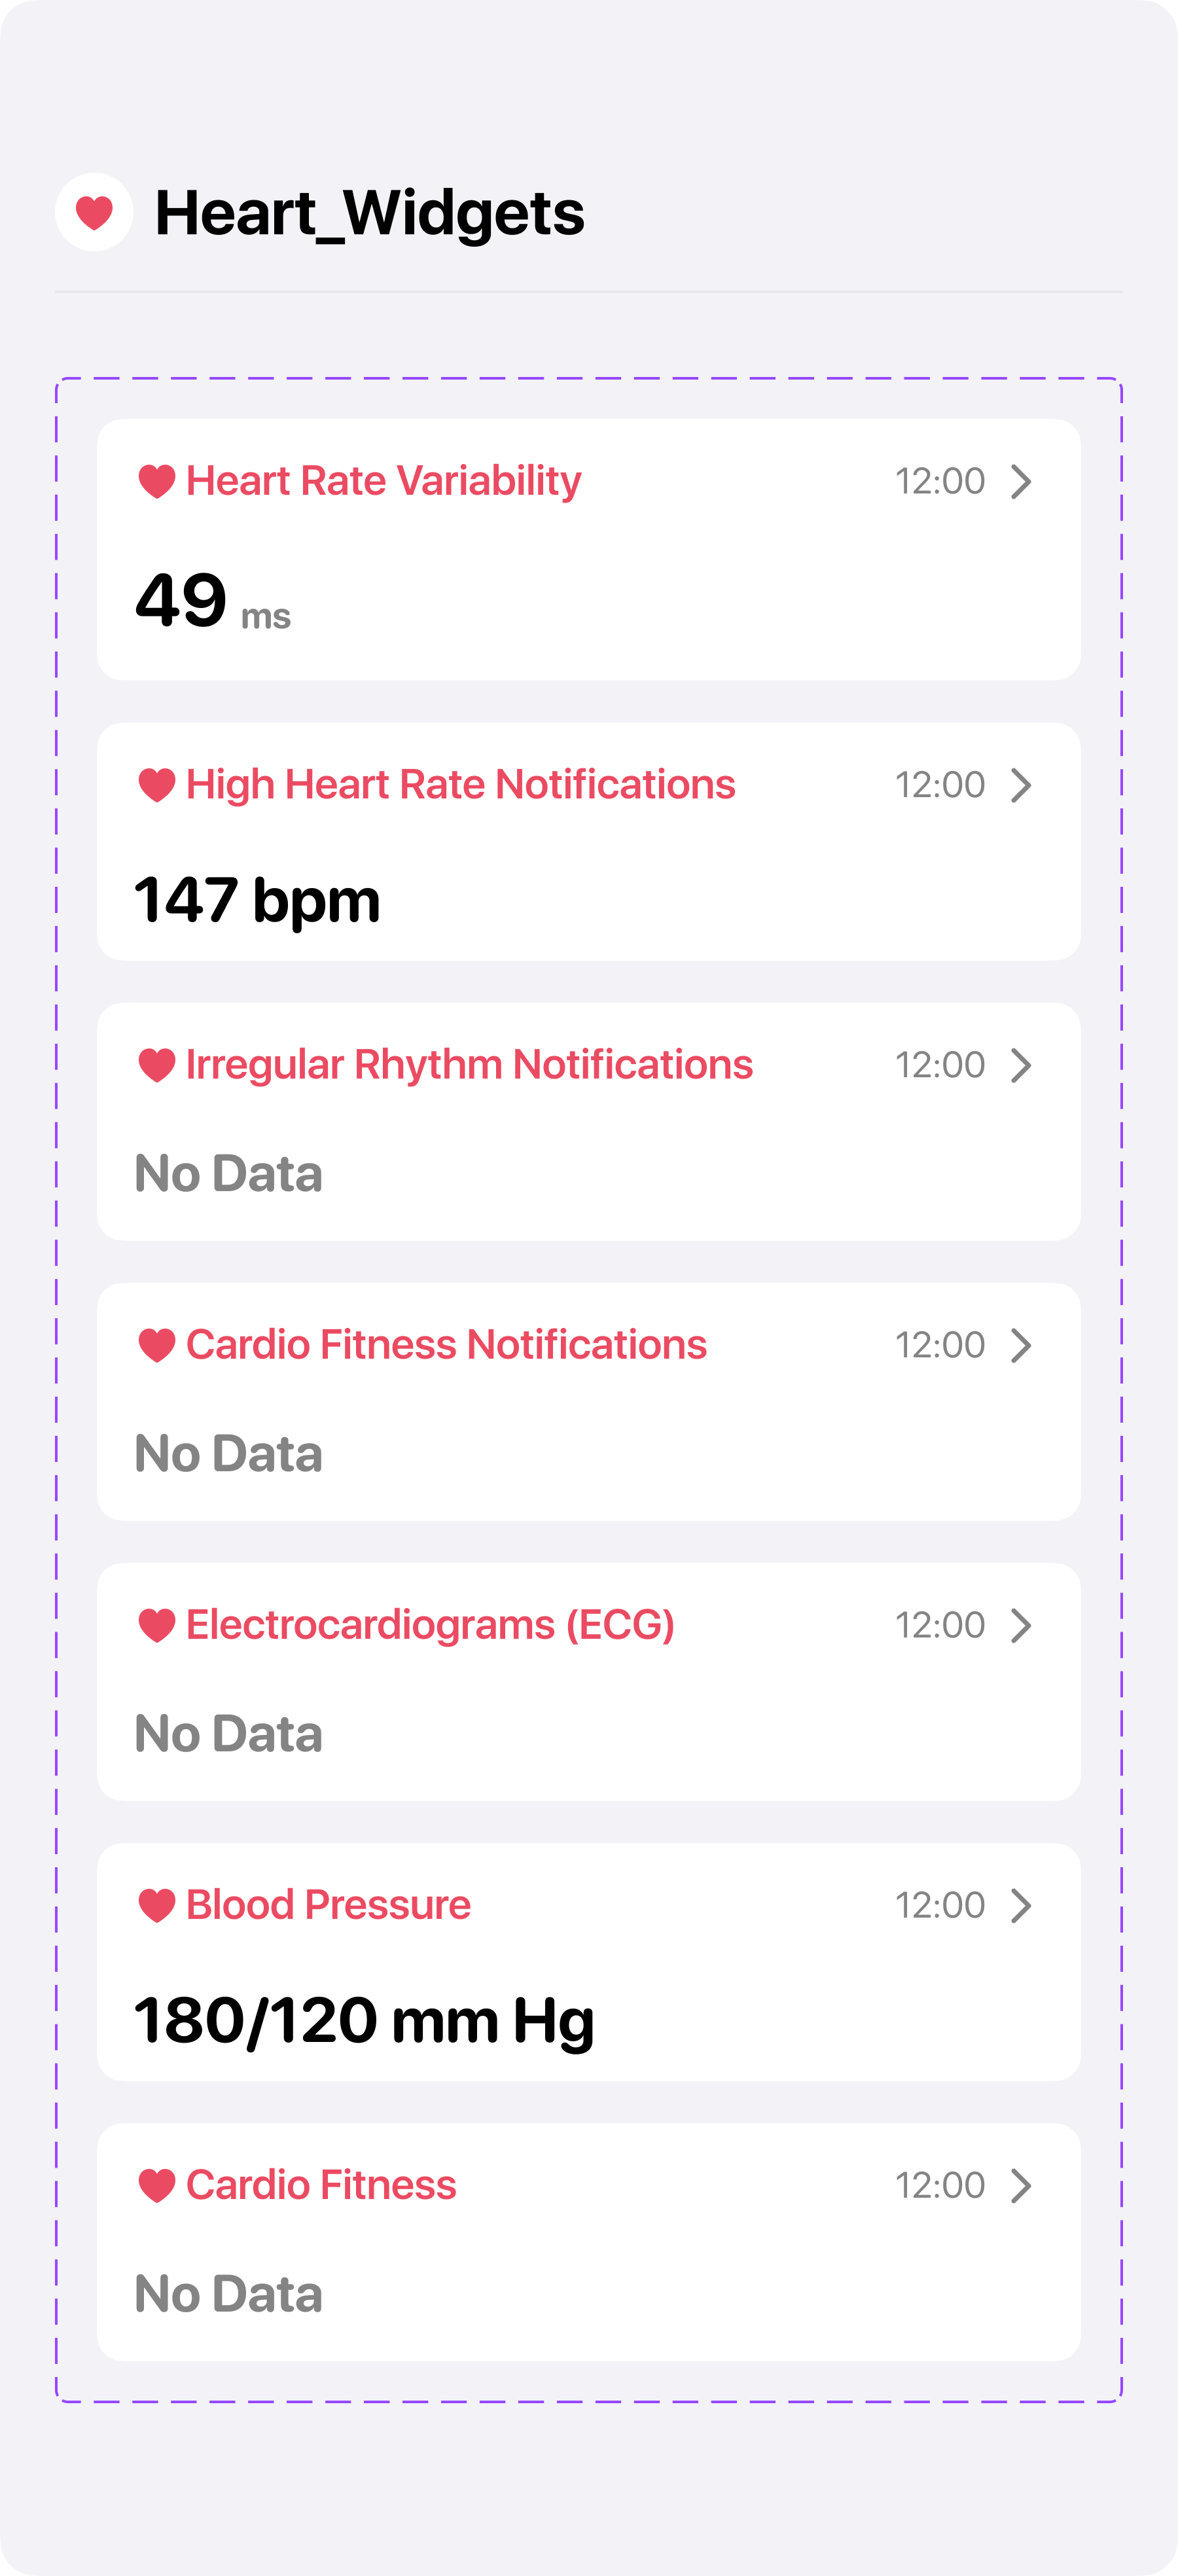 Heart_Widgets
Heart Rate Variability 12:00
49 ms
High Heart Rate Notifications 12:00
147 bpm
Irregular Rhythm Notifications 12:00
No Data
Cardio Fitness Notifications 12:00
No Data
Electrocardiograms (ECG) 12:00
No Data
Blood Pressure 12:00
180/120 mm Hg
Cardio Fitness 12:00
No Data